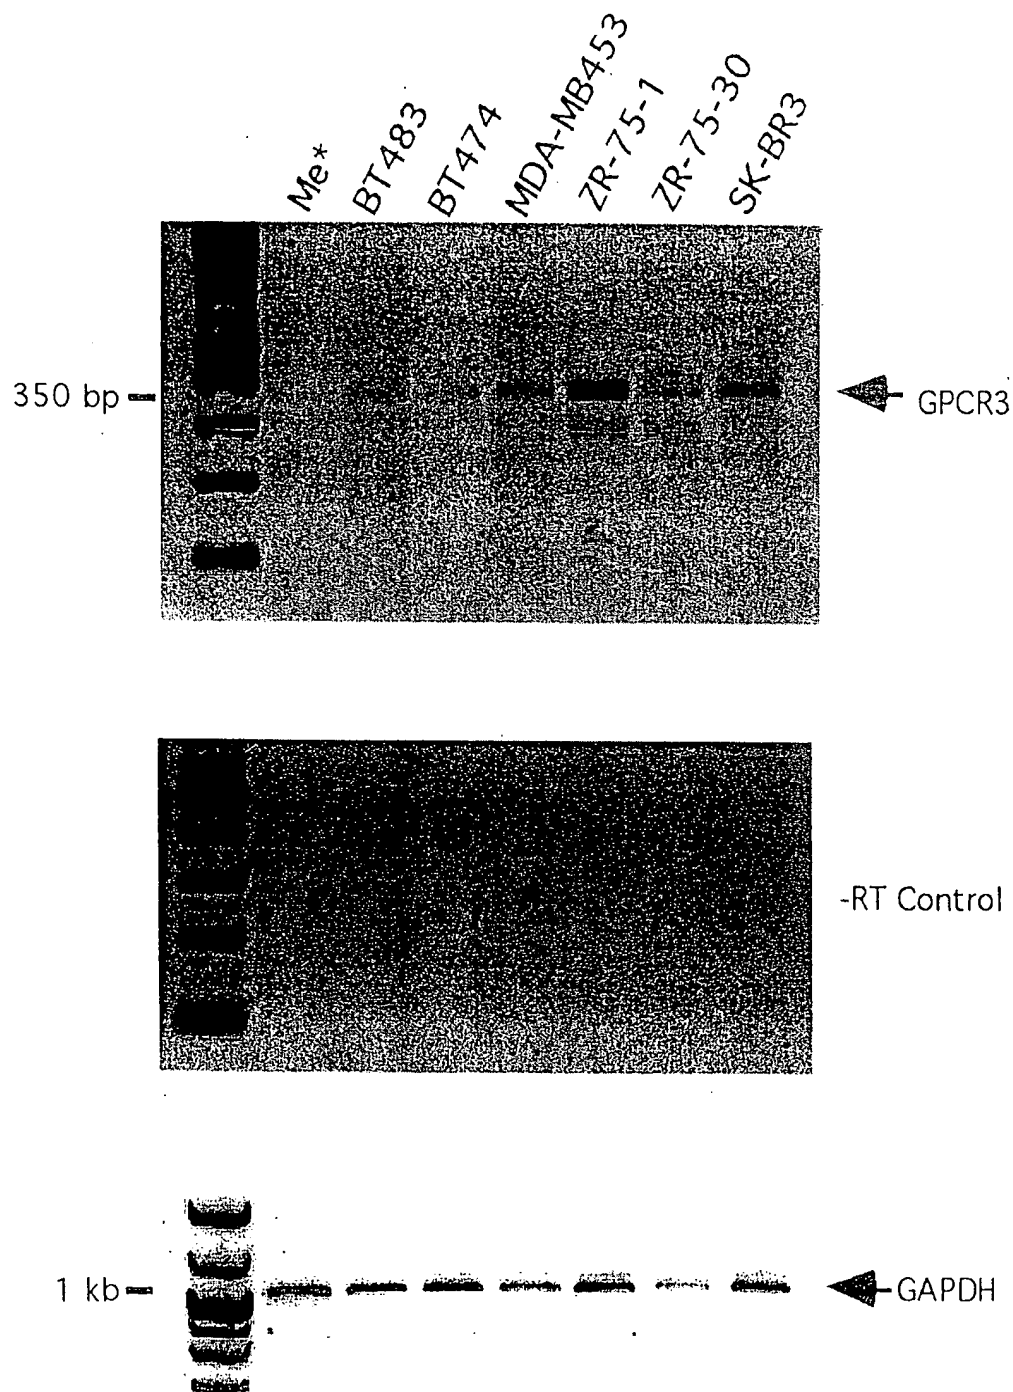 Me*
BT483
BT474
MDA-MB453
ZR-75-1
ZR-75-30
SK-BR3
350 bp
GPCR3
-RT Control
1 kb
GAPDH